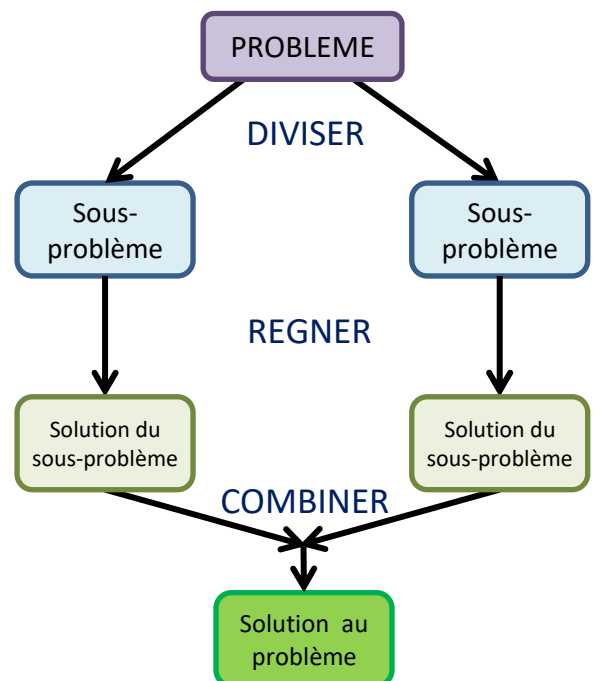 PROBLEME
DIVISER
Sous-
problème
Sous-
problème
REGNER
Solution du
sous-problème
Solution du
sous-problème
COMBINER
Solution au
problème